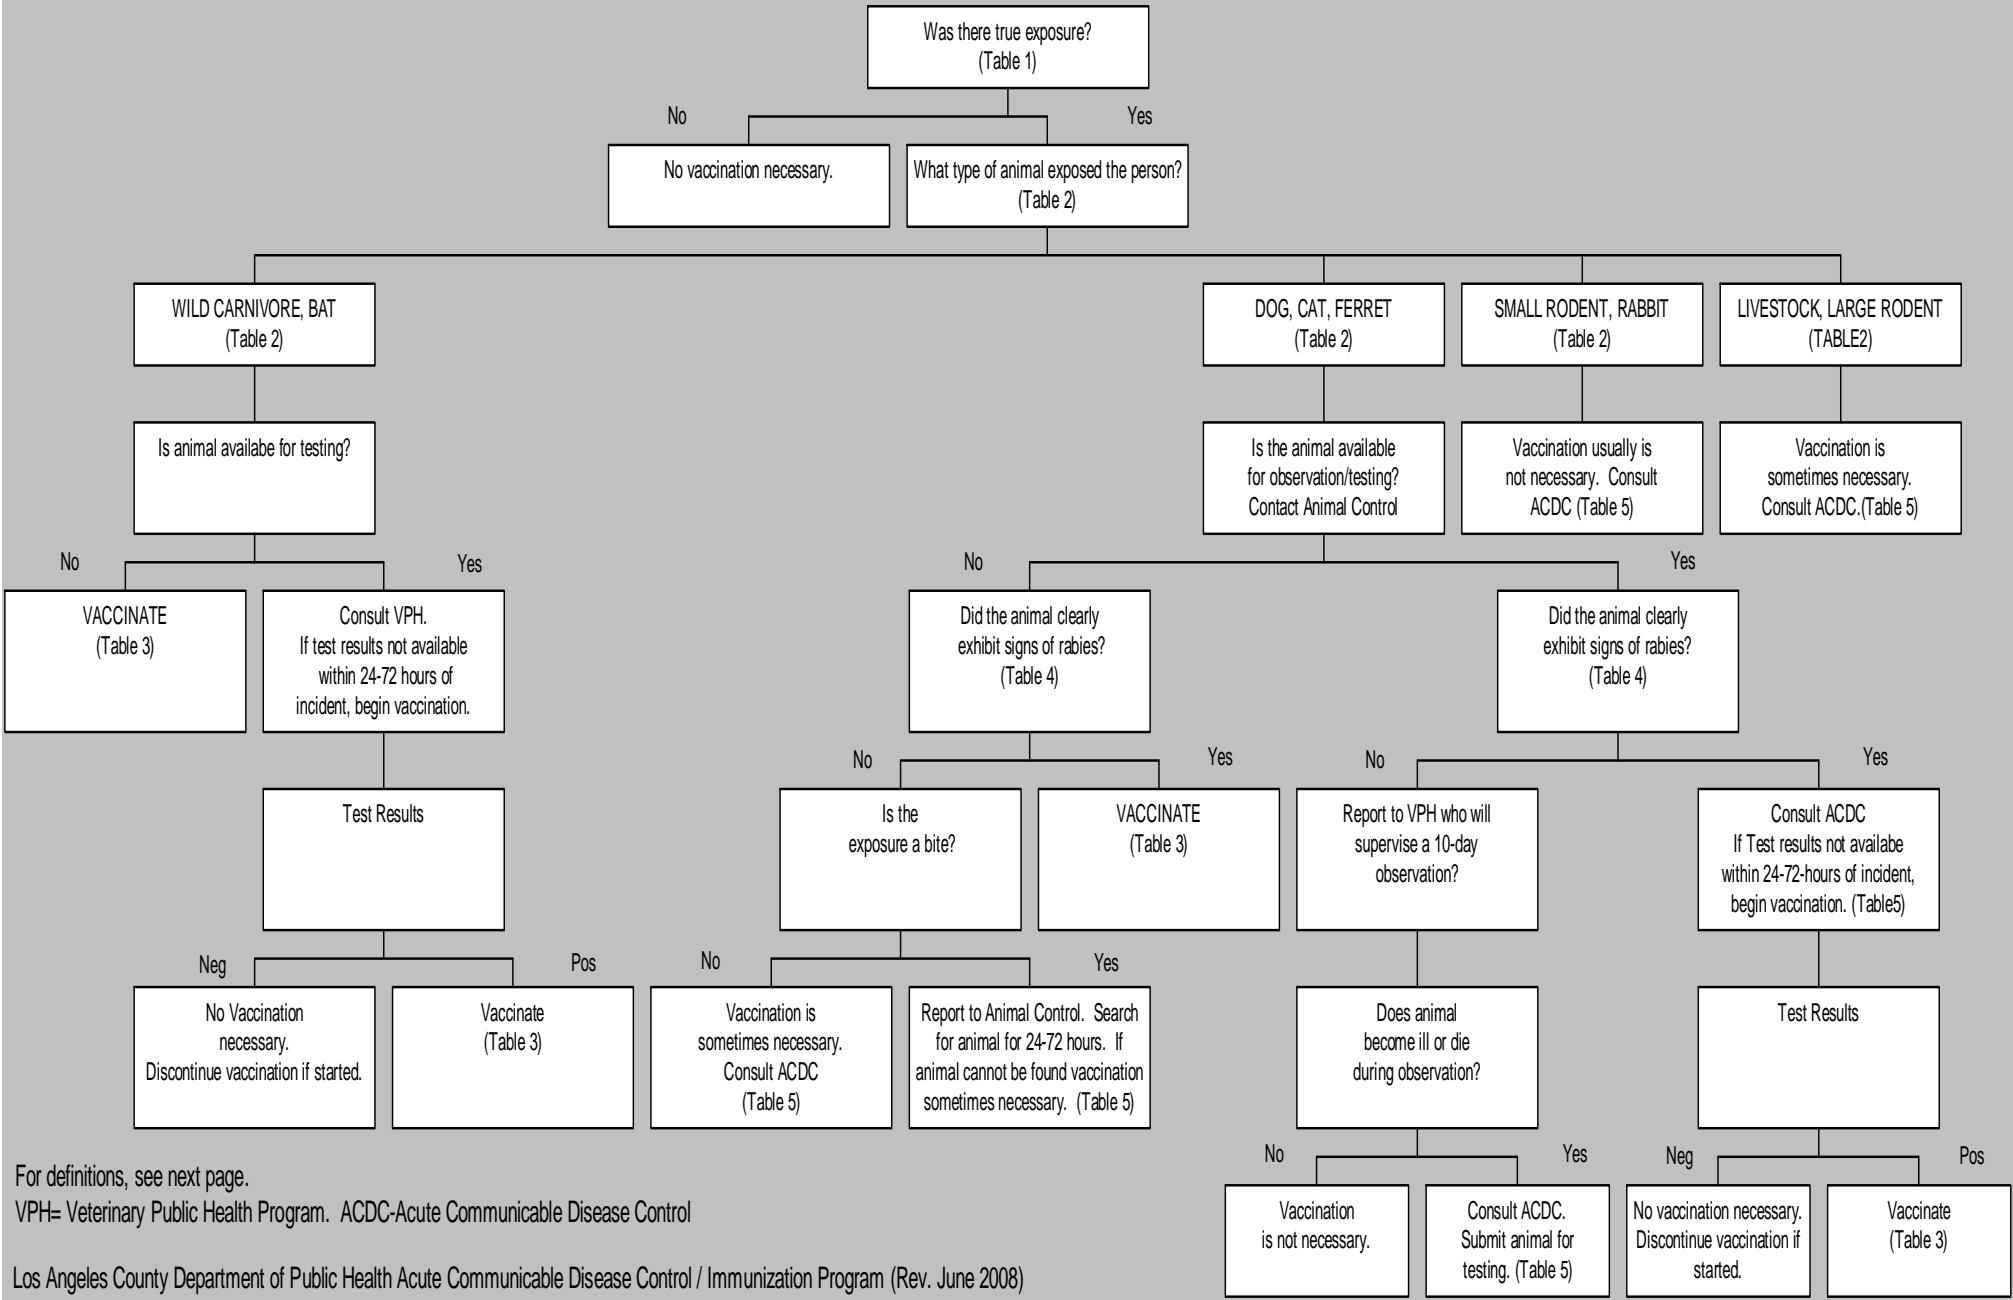 Was there true exposure?
(Table 1)
No
Yes
No vaccination necessary.
What type of animal exposed the person?
(Table 2)
WILD CARNIVORE, BAT
(Table 2)
DOG, CAT, FERRET
(Table 2)
SMALL RODENT, RABBIT
(Table 2)
LIVESTOCK, LARGE RODENT
(TABLE2)
Is animal availabe for testing?
Is the animal available
for observation/testing?
Contact Animal Control
Vaccination usually is
not necessary. Consult
ACDC (Table 5)
Vaccination is
sometimes necessary.
Consult ACDC.(Table 5)
No
Yes
No
Yes
VACCINATE
(Table 3)
Consult VPH.
If test results not available
within 24-72 hours of
incident, begin vaccination.
Did the animal clearly
exhibit signs of rabies?
(Table 4)
Did the animal clearly
exhibit signs of rabies?
(Table 4)
No
Yes
No
Yes
Test Results
Is the
exposure a bite?
VACCINATE
(Table 3)
Report to VPH who will
supervise a 10-day
observation?
Consult ACDC
If Test results not availabe
within 24-72-hours of incident,
begin vaccination. (Table5)
Neg
Pos
No
Yes
No Vaccination
necessary.
Discontinue vaccination if started.
Vaccinate
(Table 3)
Vaccination is
sometimes necessary.
Consult ACDC
(Table 5)
Report to Animal Control. Search
for animal for 24-72 hours. If
animal cannot be found vaccination
sometimes necessary. (Table 5)
Does animal
become ill or die
during observation?
Test Results
No
Yes
Neg
Pos
Vaccination
is not necessary.
Consult ACDC.
Submit animal for
testing. (Table 5)
No vaccination necessary.
Discontinue vaccination if
started.
Vaccinate
(Table 3)
For definitions, see next page.
VPH= Veterinary Public Health Program. ACDC-Acute Communicable Disease Control
Los Angeles County Department of Public Health Acute Communicable Disease Control / Immunization Program (Rev. June 2008)